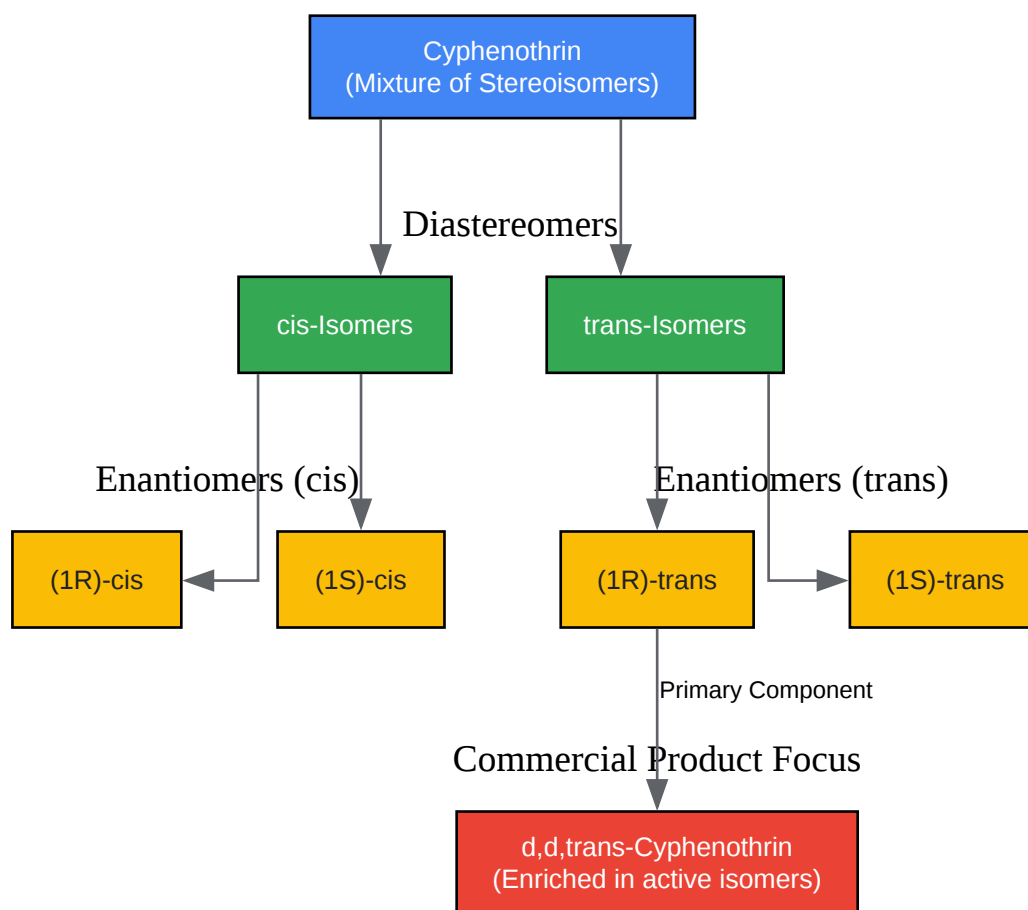 Cyphenothrin
(Mixture of Stereoisomers)
Diastereomers
cis-Isomers
trans-Isomers
Enantiomers (cis)
Enantiomers (trans)
(1R)-cis
(1S)-cis
(1R)-trans
(1S)-trans
Primary Component
Commercial Product Focus
d,d,trans-Cyphenothrin
(Enriched in active isomers)